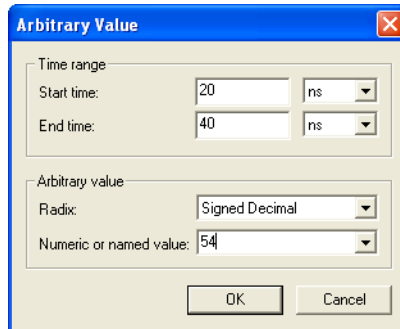 Arbitrary Value
Time range
Start time: 20 ns
End time: 40 ns
Arbitrary value
Radix: Signed Decimal
Numeric or named value: 54
OK Cancel